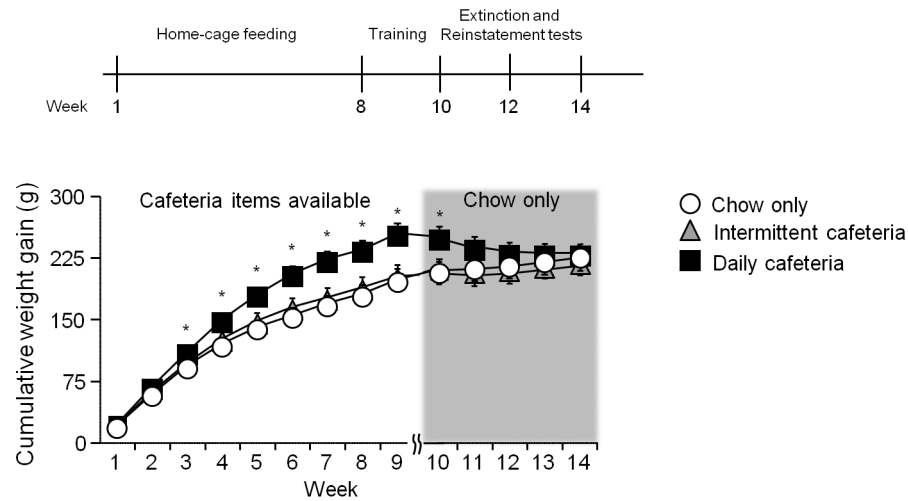 Extinction and
Home-cage feeding Training Reinstatement tests
Week 1 8 10 12 14
Cumulative weight gain (g)
300
225
150
75
0
Cafeteria items available Chow only
* * * * * * * *
1 2 3 4 5 6 7 8 9 10 11 12 13 14
Week
Chow only
Intermittent cafeteria
Daily cafeteria